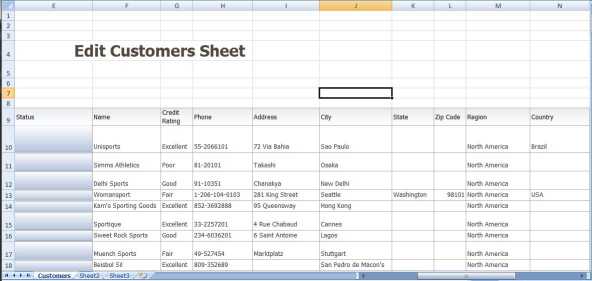 E F G H I J K L M N
1
2
3
4 Edit Customers Sheet
5
6
7
8
9 Status Name Credit Rating Phone Address City State Zip Code Region Country
10 Unisports Excellent 55-2066101 72 Via Bahia Sao Paulo North America Brazil
11 Simms Athletics Poor 81-20101 Takashi Osaka North America
12 Delhi Sports Good 91-10351 Chanakya New Delhi North America
13 Womansport Fair 1-206-104-0103 281 King Street Seattle Washington 98101 North America USA
14 Kam's Sporting Goods Excellent 852-3692888 95 Queensway Hong Kong North America
15 Sportique Excellent 33-2257201 4 Rue Chabaud Cannes North America
16 Sweet Rock Sports Good 234-6036201 6 Saint Antoine Lagos North America
17 Muench Sports Fair 49-527454 Marktplatz Stuttgart North America
18 Beisbol Si! Excellent 809-352689 San Pedro de Macon's North America
Customers Sheet2 Sheet3